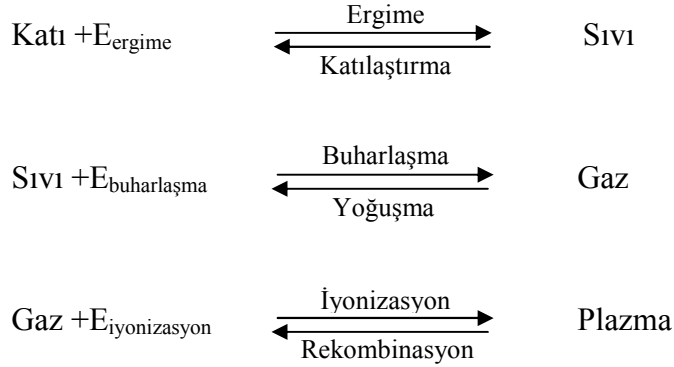 Ergime
Katı +Eergime Sıvı
Katılaştırma
Buharlaşma
Sıvı +Ebuharlaşma Gaz
Yoğuşma
İyonizasyon
Gaz +Eiyonizasyon Plazma
Rekombinasyon